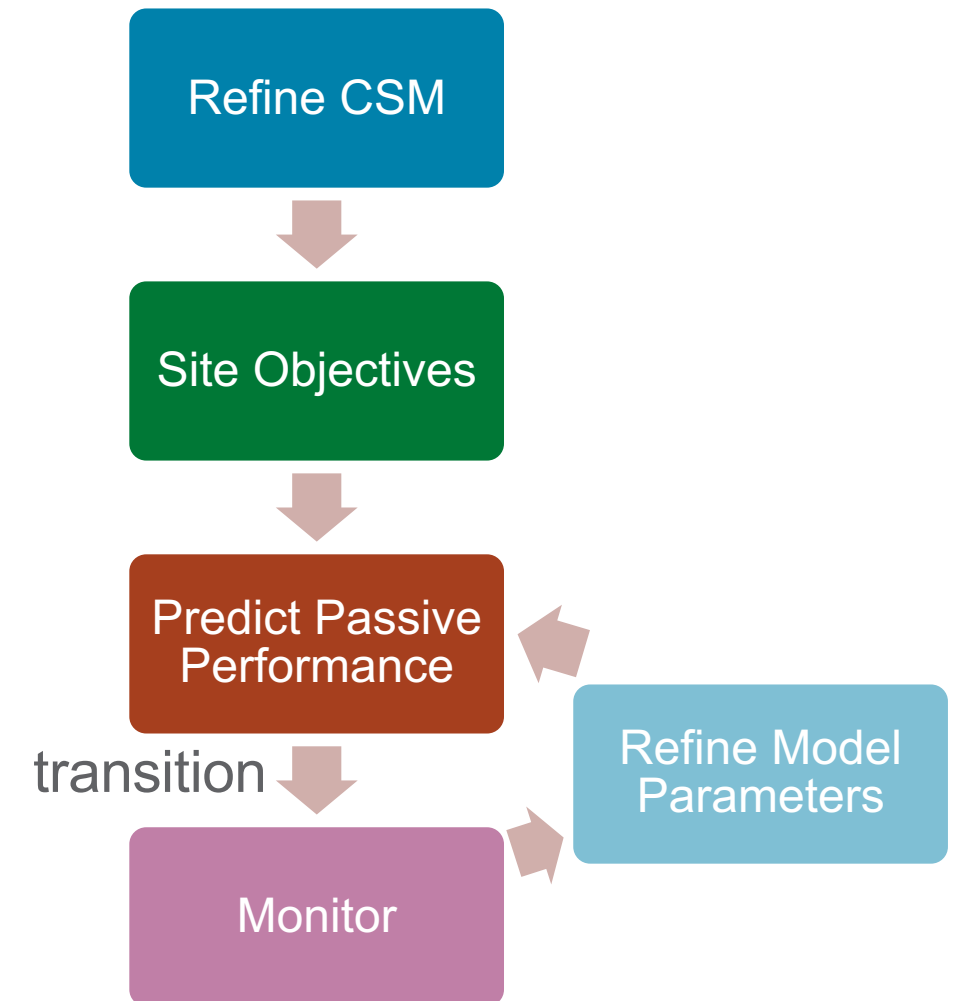 Refine CSM
Site Objectives
Predict Passive
Performance
transition
Refine Model
Parameters
Monitor